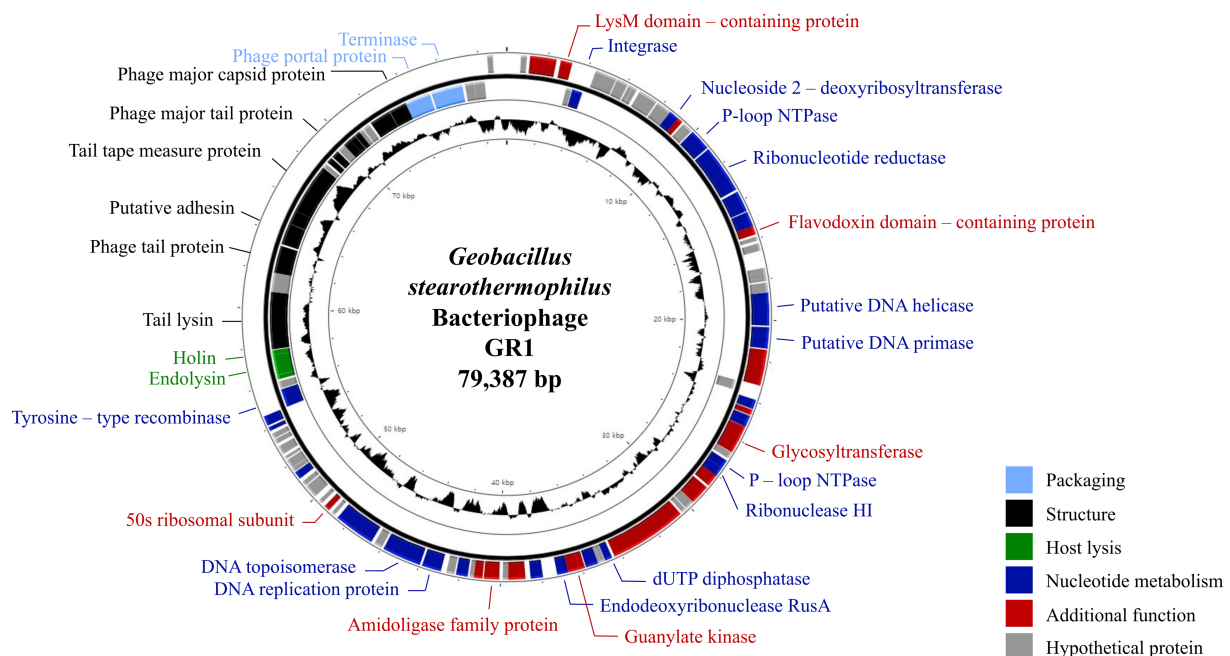 LysM domain – containing protein
Integrase
Terminase
Phage portal protein
Phage major capsid protein
Nucleoside 2 – deoxyribosyltransferase
P-loop NTPase
Phage major tail protein
Tail tape measure protein
Ribonucleotide reductase
70 kbp
10 kbp
Putative adhesin
Flavodoxin domain – containing protein
Phage tail protein
Geobacillus
stearothermophilus
Bacteriophage
GR1
79,387 bp
60 kbp
20 kbp
Putative DNA helicase
Tail lysin
Putative DNA primase
Holin
Endolysin
Tyrosine – type recombinase
50 kbp
30 kbp
Glycosyltransferase
P – loop NTPase
40 kbp
Ribonuclease HI
50s ribosomal subunit
DNA topoisomerase
DNA replication protein
dUTP diphosphatase
Endodeoxyribonuclease RusA
Amidoligase family protein
Guanylate kinase
Packaging
Structure
Host lysis
Nucleotide metabolism
Additional function
Hypothetical protein